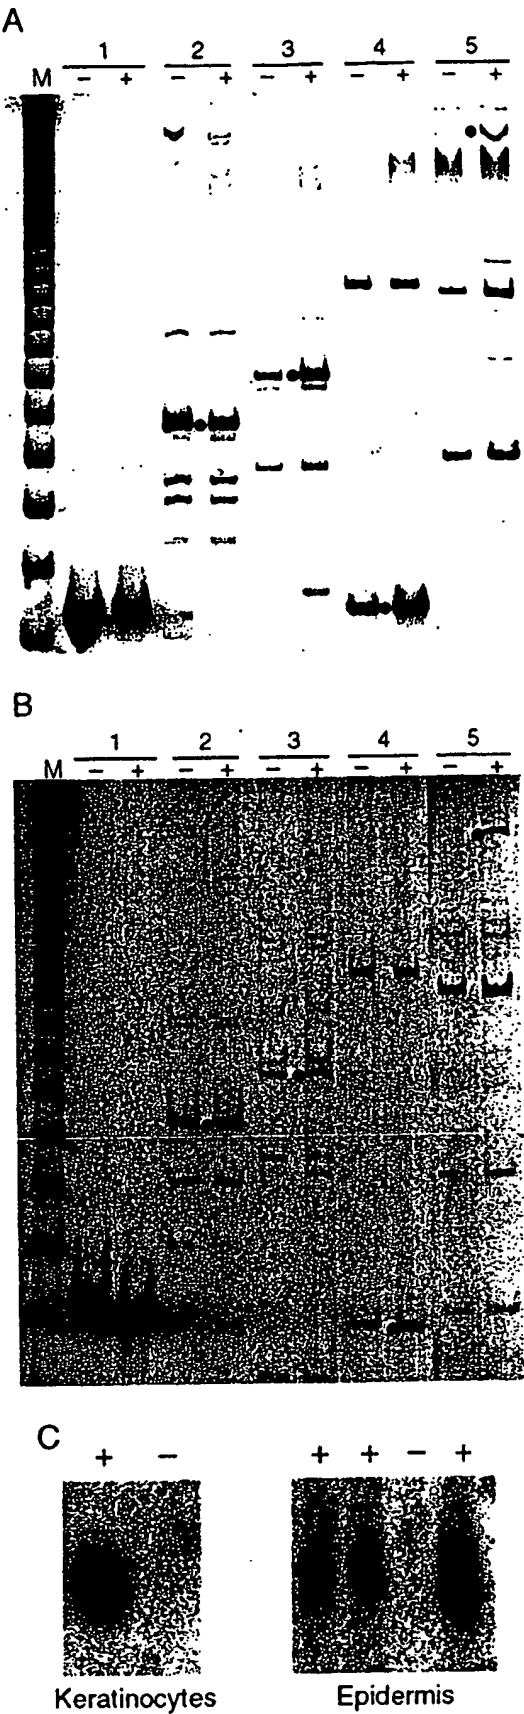 A
1 2 3 4 5
M − + − + − + − + − +
B
1 2 3 4 5
M − + − + − + − + − +
C
+ − + + − +
Keratinocytes Epidermis